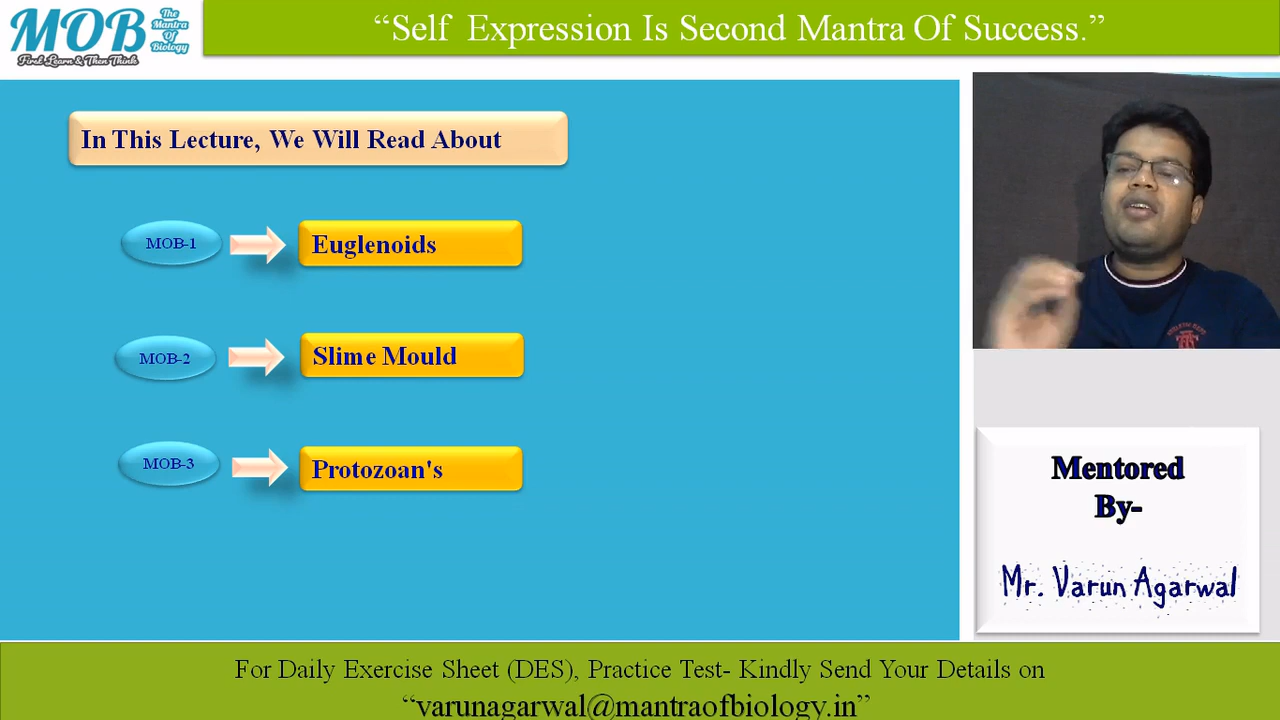 MOB
The
Mantra
Of
Biology
First Learn & Then Think
“Self Expression Is Second Mantra Of Success.”
In This Lecture, We Will Read About
MOB-1
Euglenoids
MOB-2
Slime Mould
MOB-3
Protozoan's
Mentored
By-
Mr. Varun Agarwal
For Daily Exercise Sheet (DES), Practice Test- Kindly Send Your Details on
“varunagarwal@mantraofbiology.in”